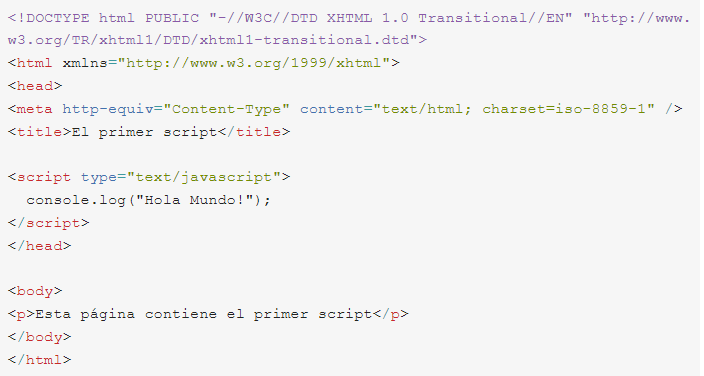 <!DOCTYPE html PUBLIC "-//W3C//DTD XHTML 1.0 Transitional//EN" "http://www.
w3.org/TR/xhtml1/DTD/xhtml1-transitional.dtd">
<html xmlns="http://www.w3.org/1999/xhtml">
<head>
<meta http-equiv="Content-Type" content="text/html; charset=iso-8859-1" />
<title>El primer script</title>

<script type="text/javascript">
  console.log("Hola Mundo!");
</script>
</head>

<body>
<p>Esta página contiene el primer script</p>
</body>
</html>